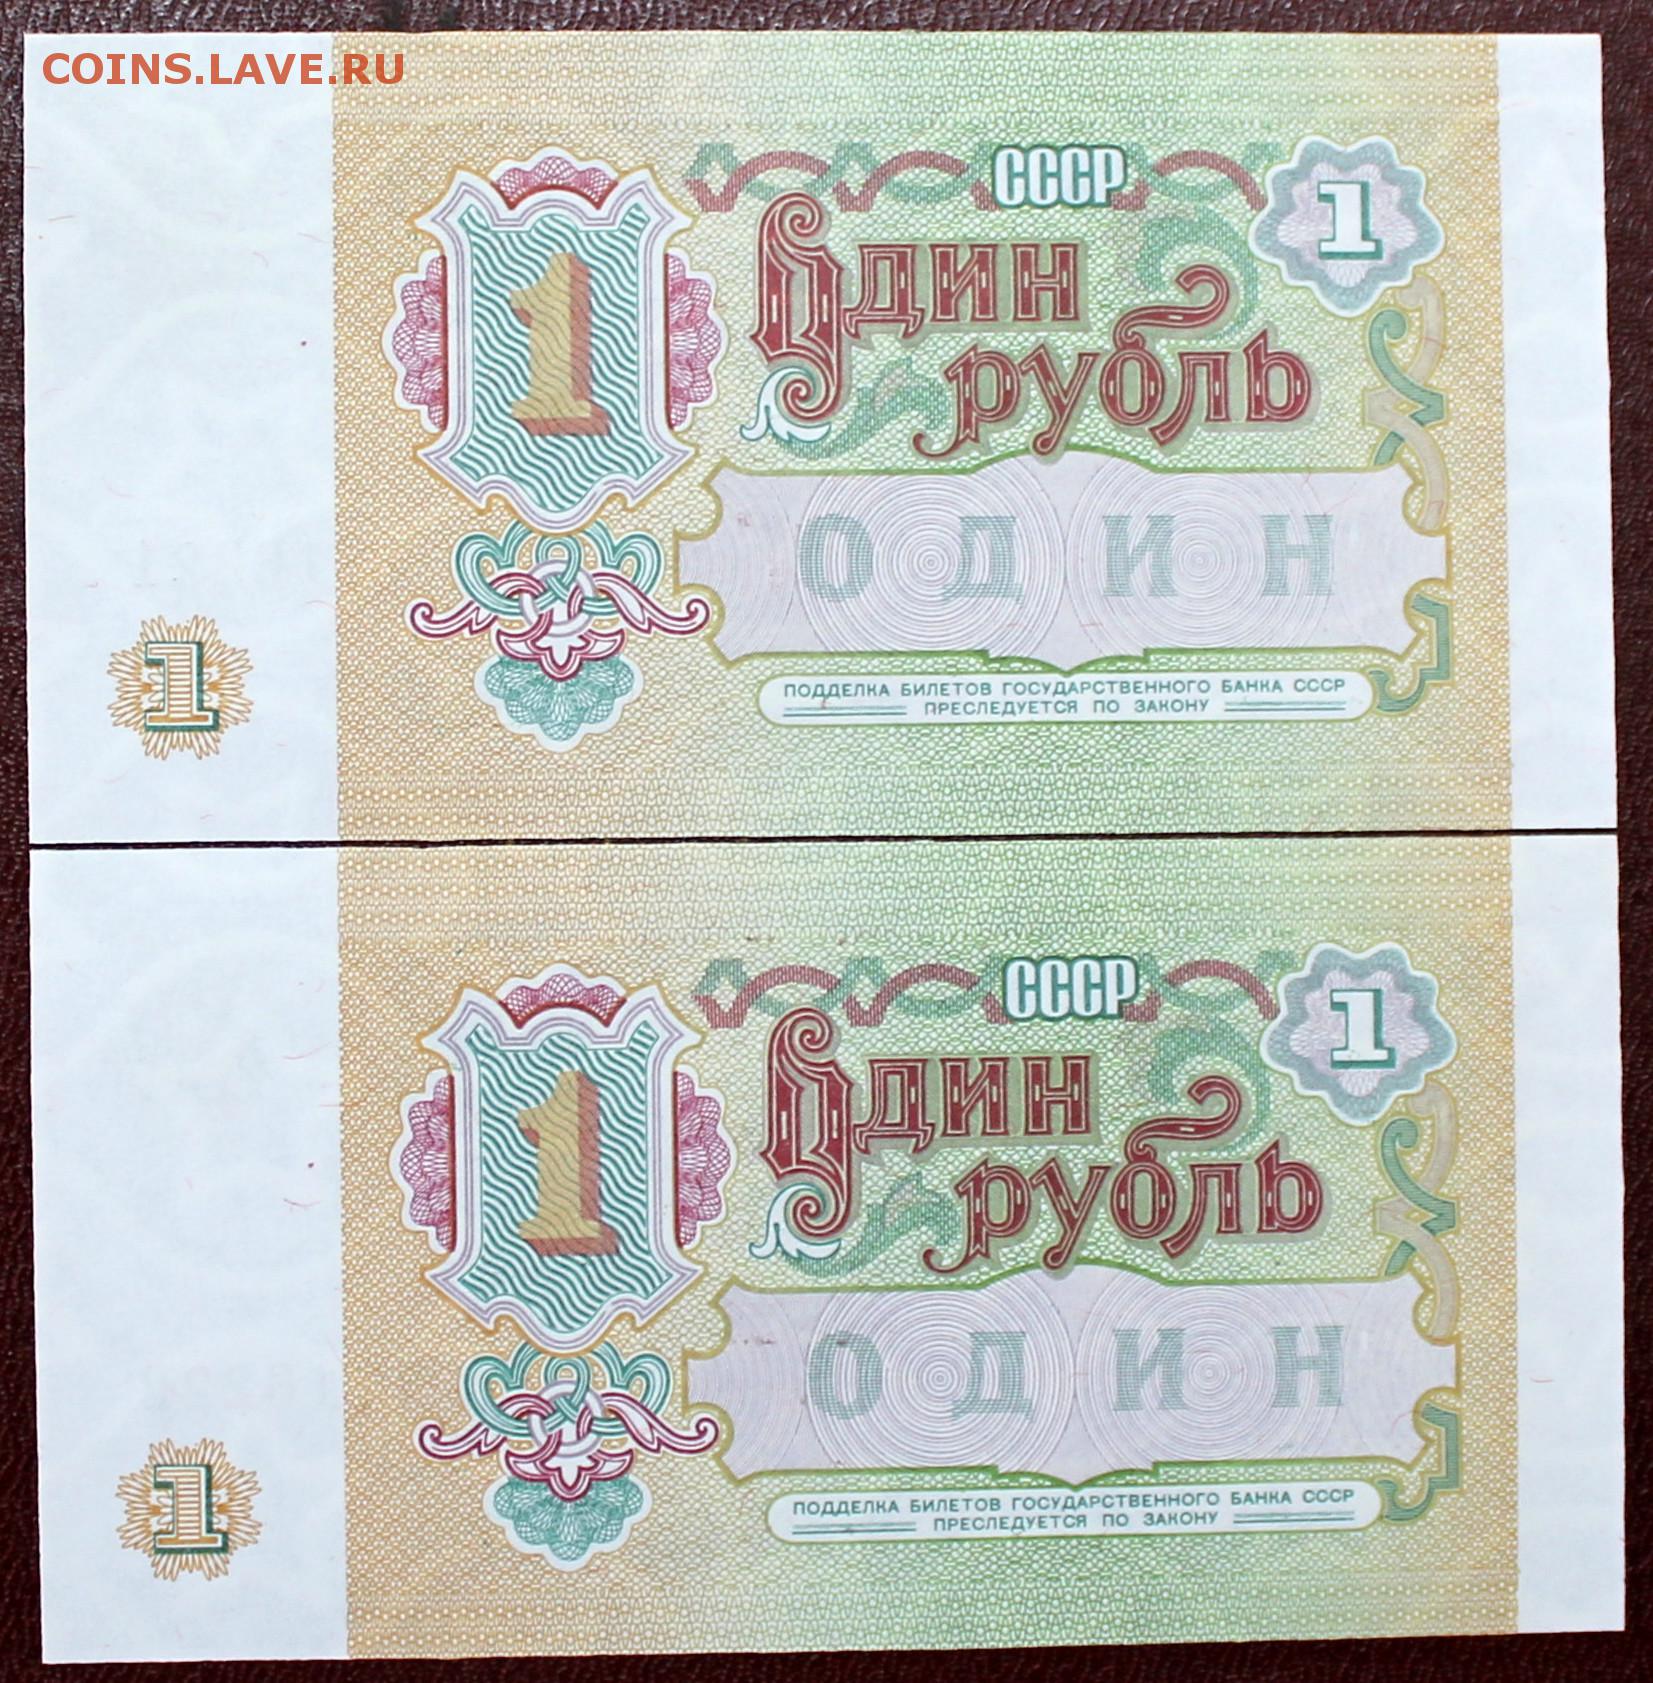 COINS.LAVE.RU
СССР
1
1
Один
рубль
ОДИН
1
ПОДДЕЛКА БИЛЕТОВ ГОСУДАРСТВЕННОГО БАНКА СССР
ПРЕСЛЕДУЕТСЯ ПО ЗАКОНУ
СССР
1
1
Один
рубль
ОДИН
1
ПОДДЕЛКА БИЛЕТОВ ГОСУДАРСТВЕННОГО БАНКА СССР
ПРЕСЛЕДУЕТСЯ ПО ЗАКОНУ